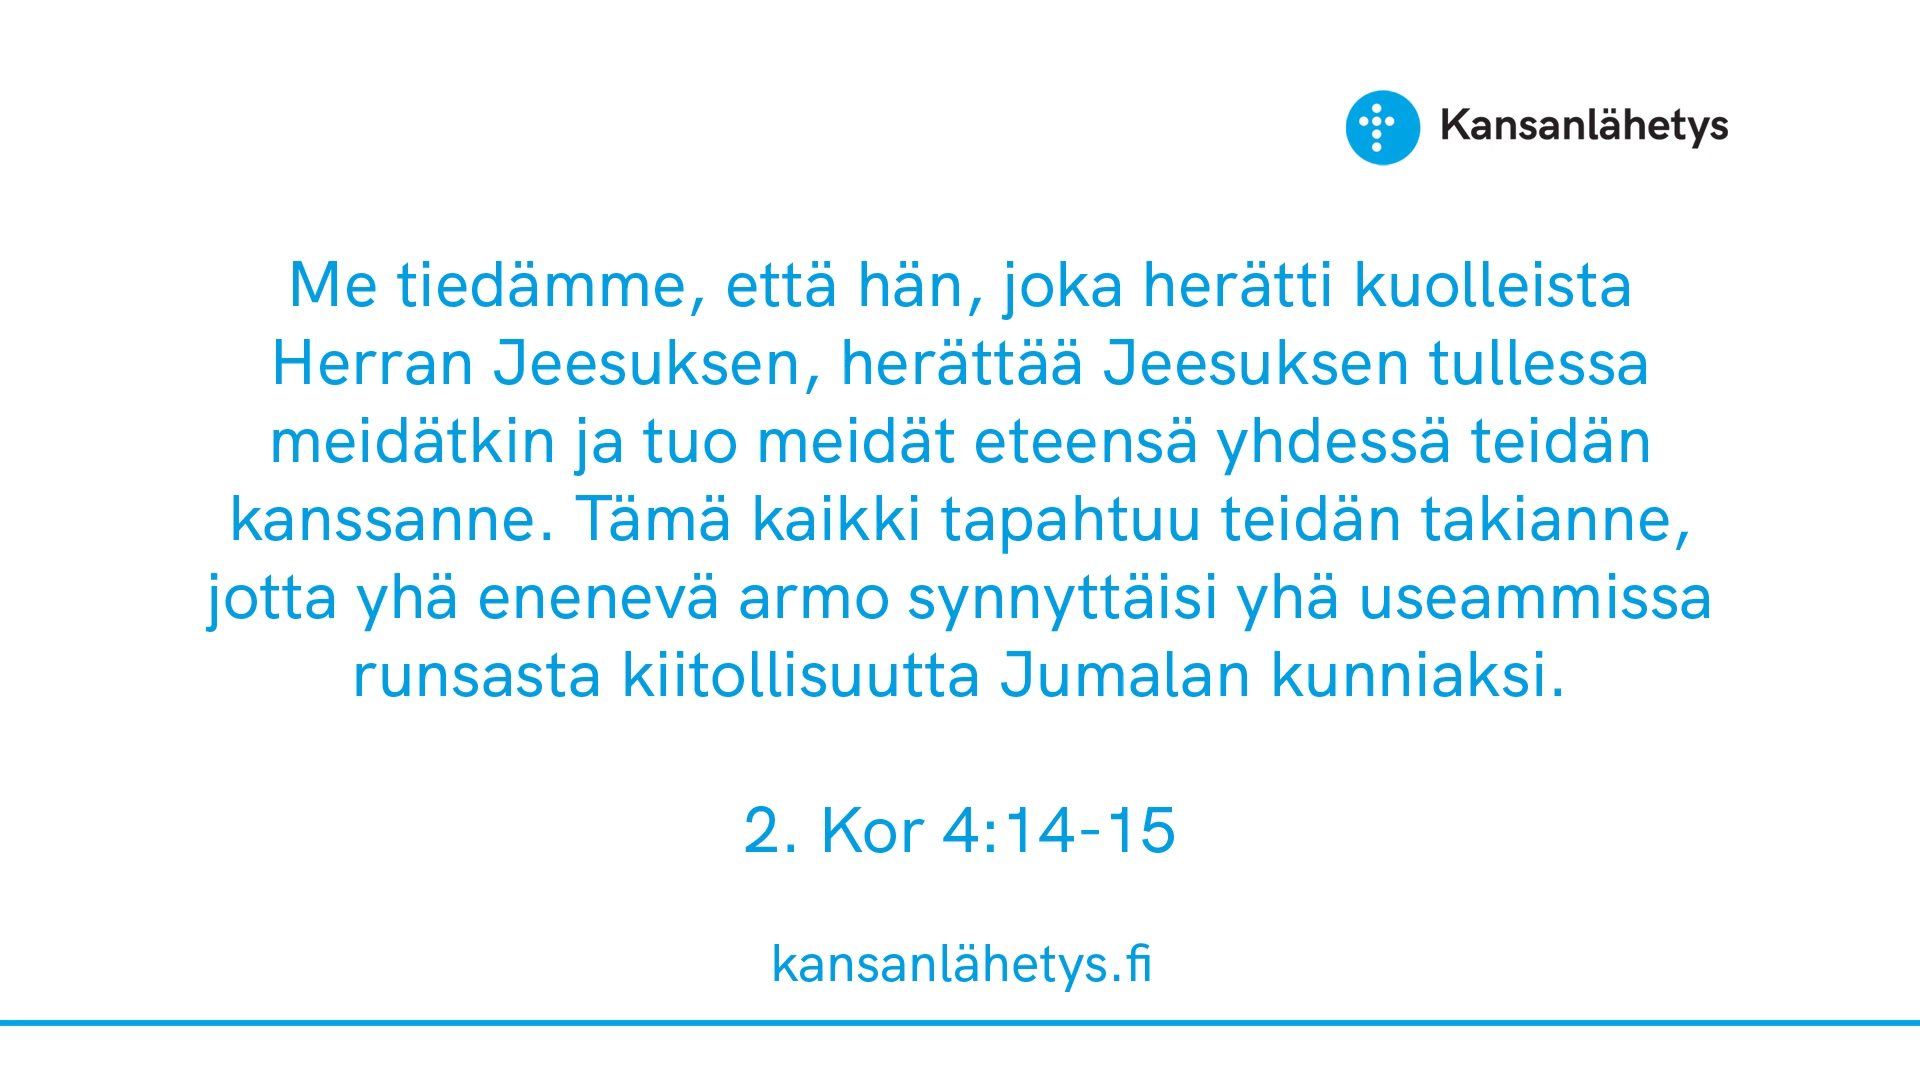 Kansanlähetys
Me tiedämme, että hän, joka herätti kuolleista
Herran Jeesuksen, herättää Jeesuksen tullessa
meidätkin ja tuo meidät eteensä yhdessä teidän
kanssanne. Tämä kaikki tapahtuu teidän takianne,
jotta yhä enenevä armo synnyttäisi yhä useammissa
runsasta kiitollisuutta Jumalan kunniaksi.
2. Kor 4:14-15
kansanlähetys.fi